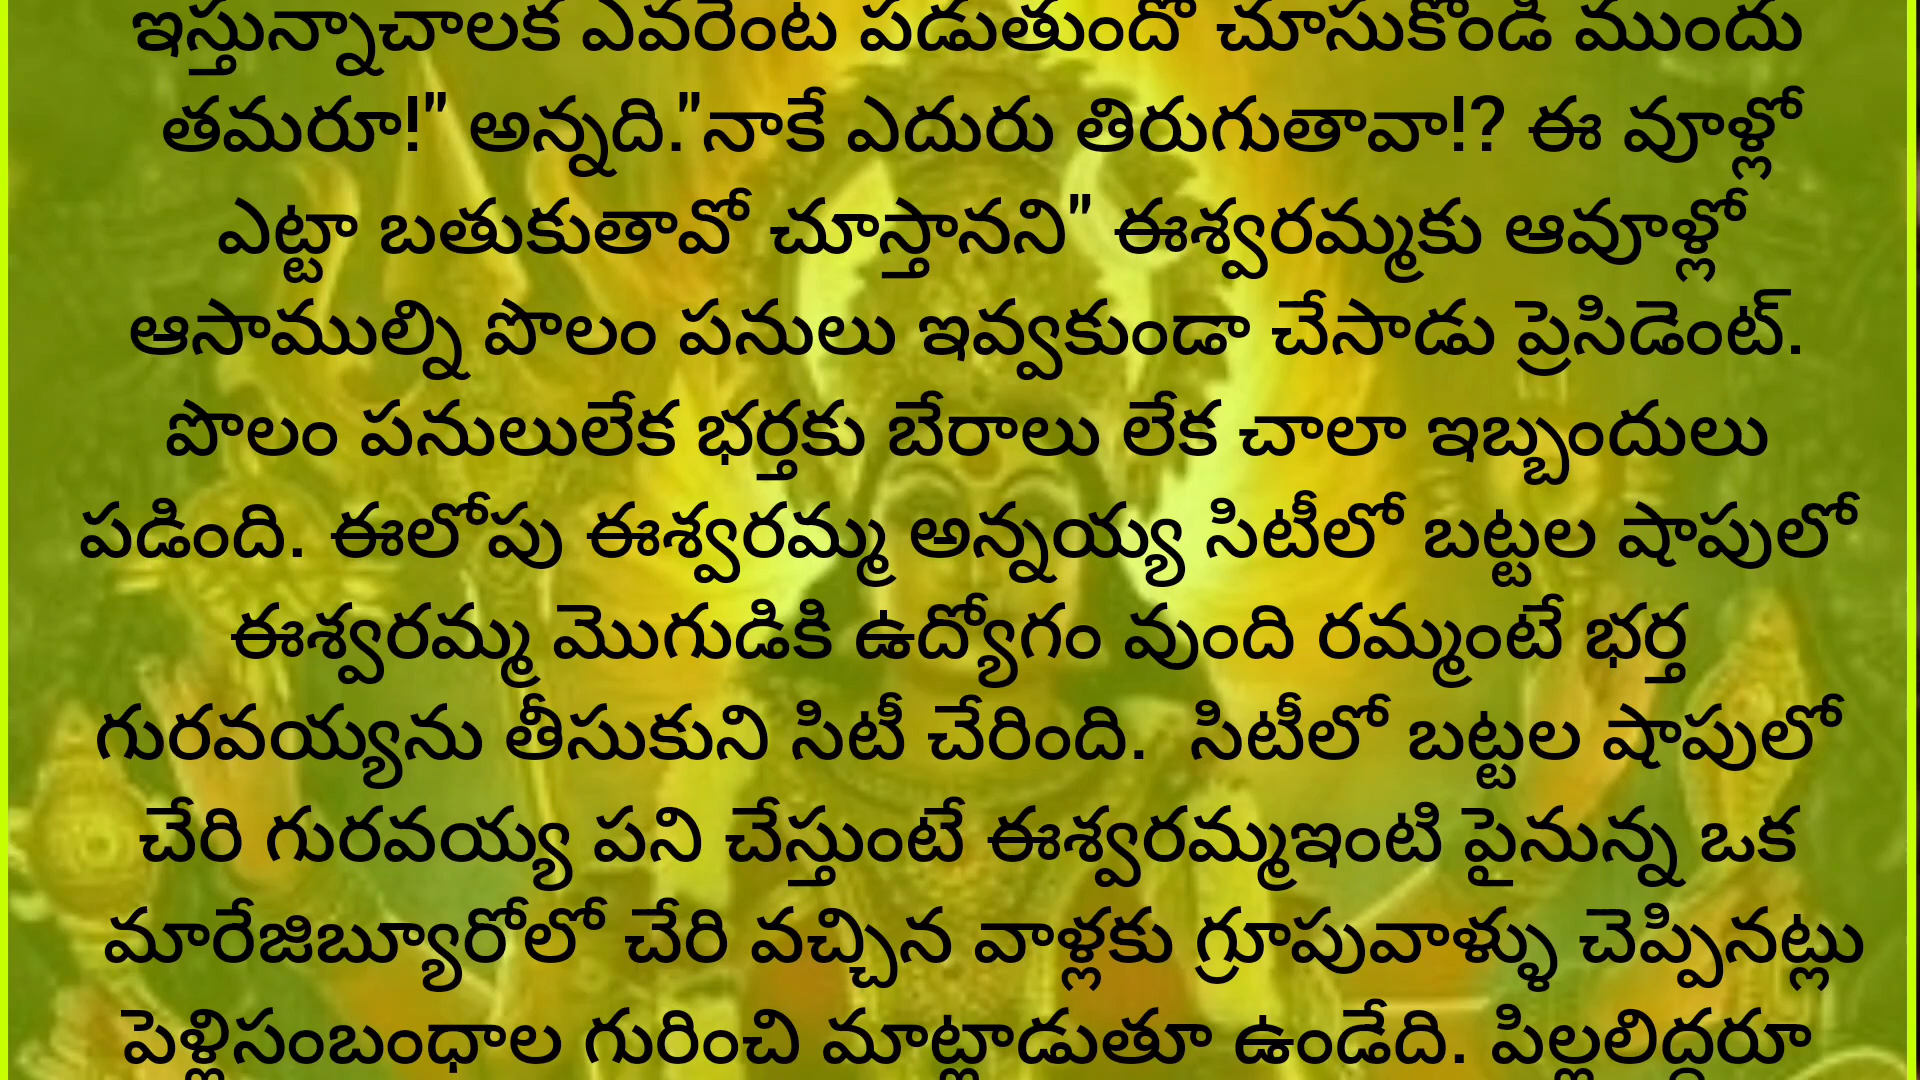 ఇస్తున్నాచాలక ఎవరెంట పడుతుందో చూసుకోండి ముందు
తమరూ!" అన్నది."నాకే ఎదురు తిరుగుతావా!? ఈ వూళ్లో
ఎట్టా బతుకుతావో చూస్తానని" ఈశ్వరమ్మకు ఆవూళ్లో
ఆసాముల్ని పొలం పనులు ఇవ్వకుండా చేసాడు ప్రెసిడెంట్.
పొలం పనులులేక భర్తకు బేరాలు లేక చాలా ఇబ్బందులు
పడింది. ఈలోపు ఈశ్వరమ్మ అన్నయ్య సిటీలో బట్టల షాపులో
ఈశ్వరమ్మ మొగుడికి ఉద్యోగం వుంది రమ్మంటే భర్త
గురవయ్యను తీసుకుని సిటీ చేరింది. సిటీలో బట్టల షాపులో
చేరి గురవయ్య పని చేస్తుంటే ఈశ్వరమ్మఇంటి పైనున్న ఒక
మారేజిబ్యూరోలో చేరి వచ్చిన వాళ్లకు గ్రూపువాళ్ళు చెప్పినట్లు
పెళ్లిసంబంధాల గురించి మాట్లాడుతూ ఉండేది. పిల్లలిద్దరూ